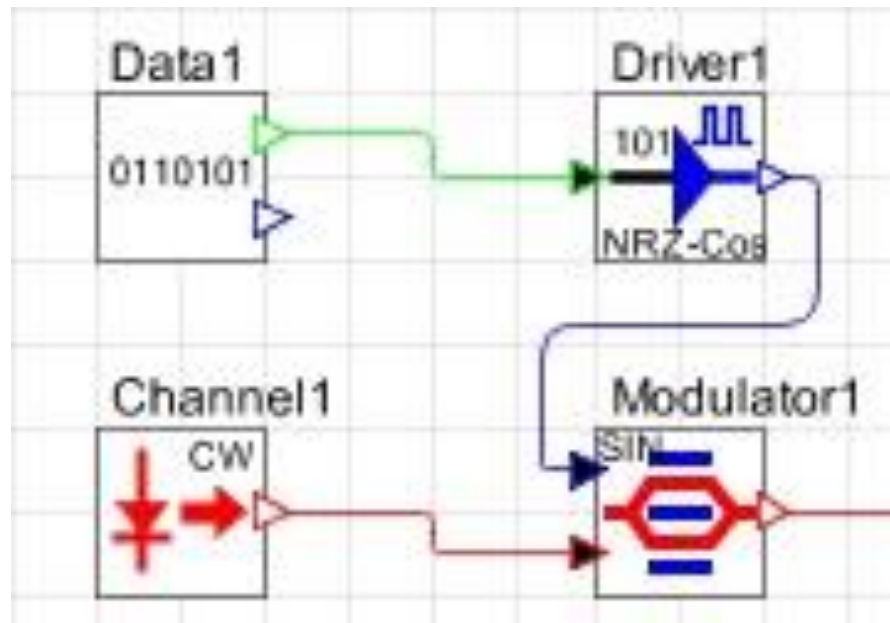 Data1
0110101
Driver1
101
NRZ-Cos
Channel1
CW
Modulator1
SIN